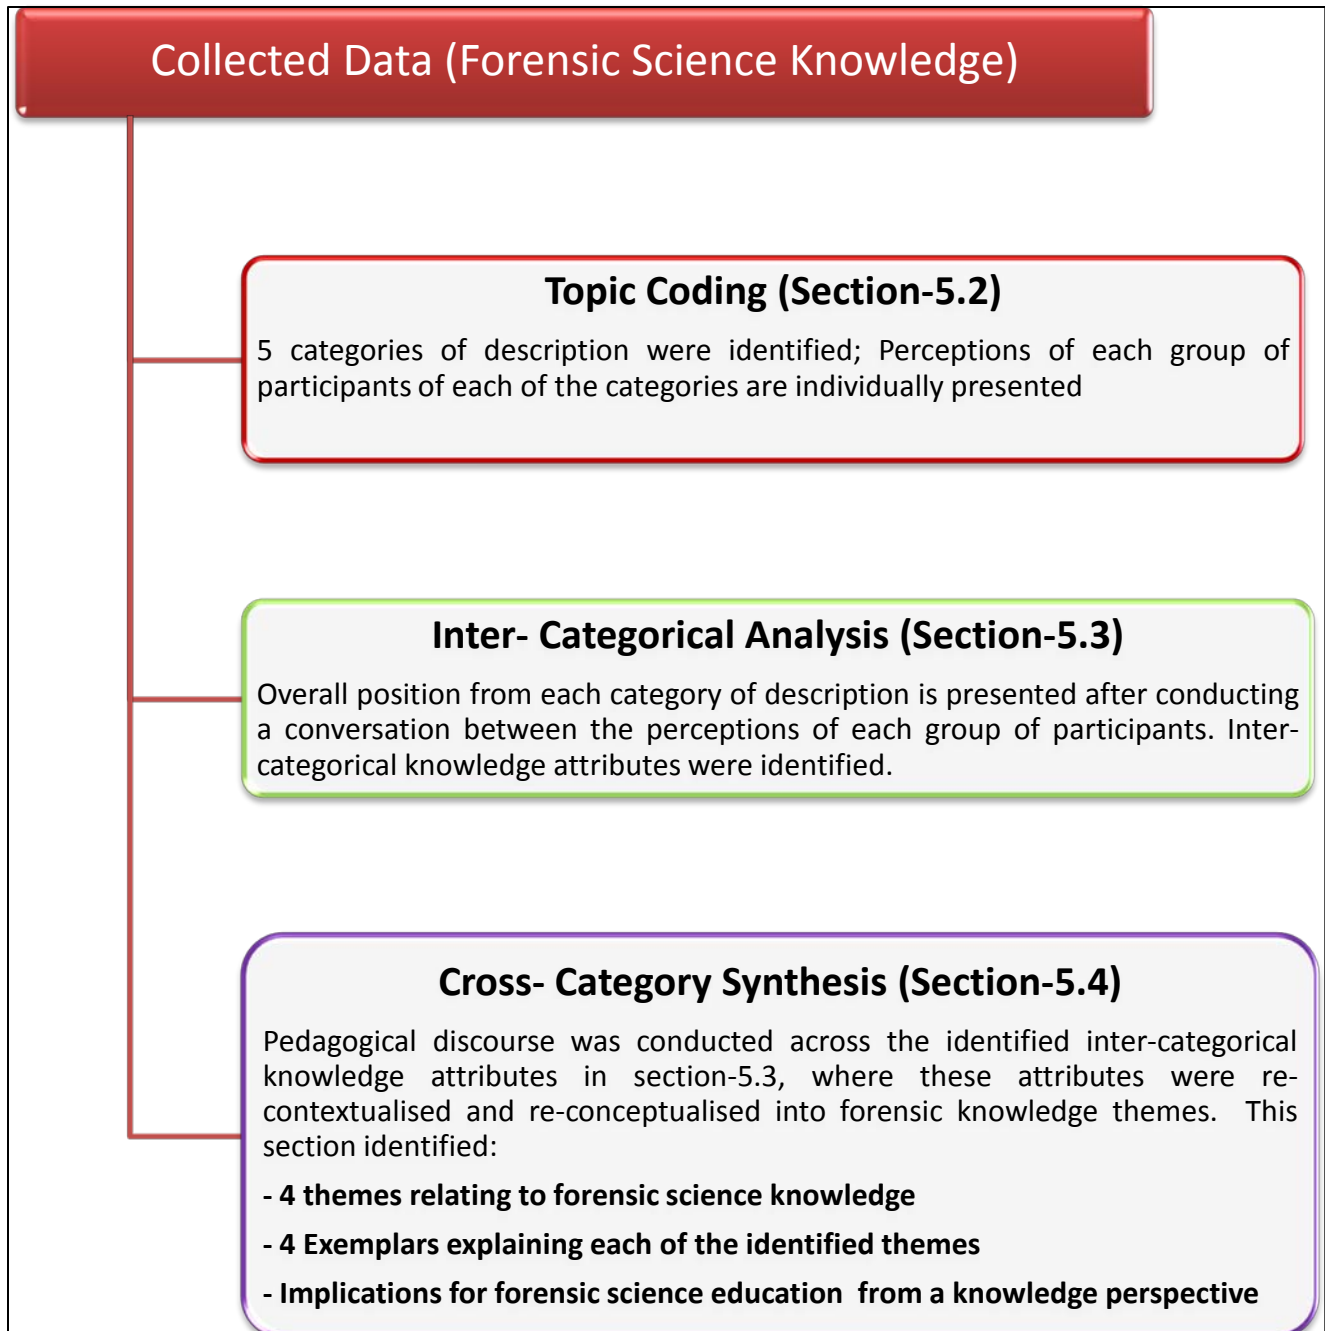 Collected Data (Forensic Science Knowledge)
Topic Coding (Section-5.2)
5 categories of description were identified; Perceptions of each group of
participants of each of the categories are individually presented
Inter- Categorical Analysis (Section-5.3)
Overall position from each category of description is presented after conducting
a conversation between the perceptions of each group of participants. Inter-
categorical knowledge attributes were identified.
Cross- Category Synthesis (Section-5.4)
Pedagogical discourse was conducted across the identified inter-categorical
knowledge attributes in section-5.3, where these attributes were re-
contextualised and re-conceptualised into forensic knowledge themes. This
section identified:
- 4 themes relating to forensic science knowledge
- 4 Exemplars explaining each of the identified themes
- Implications for forensic science education from a knowledge perspective